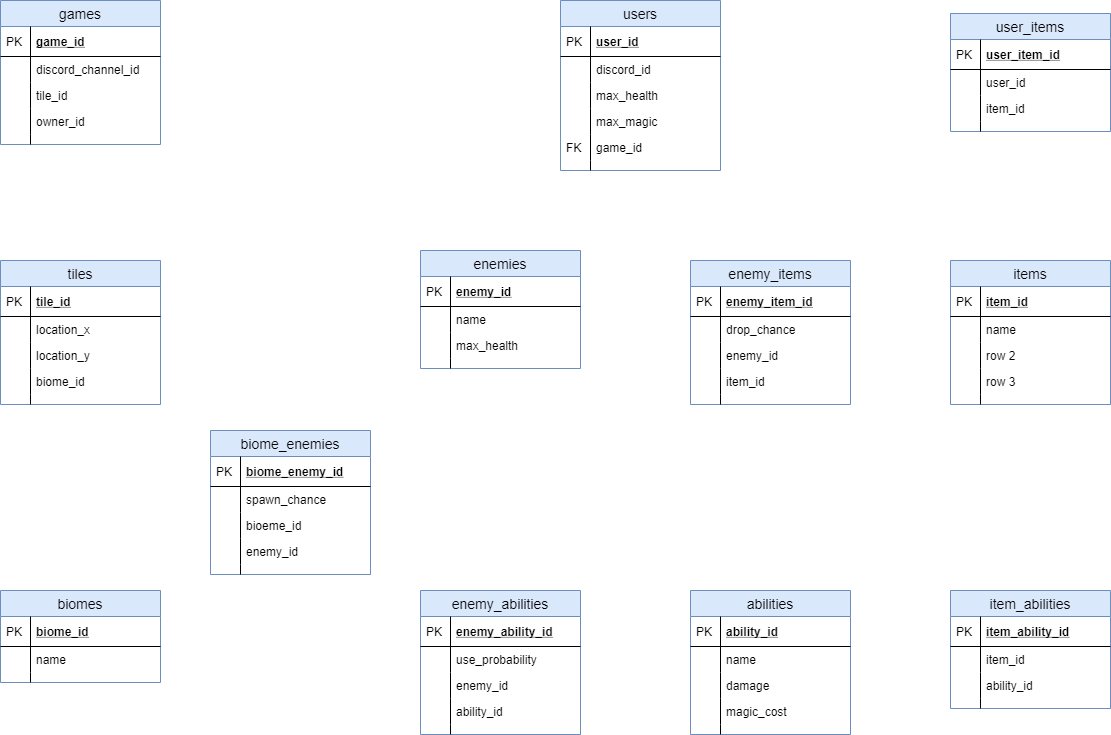 games
PK game_id
discord_channel_id
tile_id
owner_id
users
PK user_id
discord_id
max_health
max_magic
FK game_id
user_items
PK user_item_id
user_id
item_id
tiles
PK tile_id
location_x
location_y
biome_id
enemies
PK enemy_id
name
max_health
enemy_items
PK enemy_item_id
drop_chance
enemy_id
item_id
items
PK item_id
name
row 2
row 3
biome_enemies
PK biome_enemy_id
spawn_chance
bioeme_id
enemy_id
biomes
PK biome_id
name
enemy_abilities
PK enemy_ability_id
use_probability
enemy_id
ability_id
abilities
PK ability_id
name
damage
magic_cost
item_abilities
PK item_ability_id
item_id
ability_id